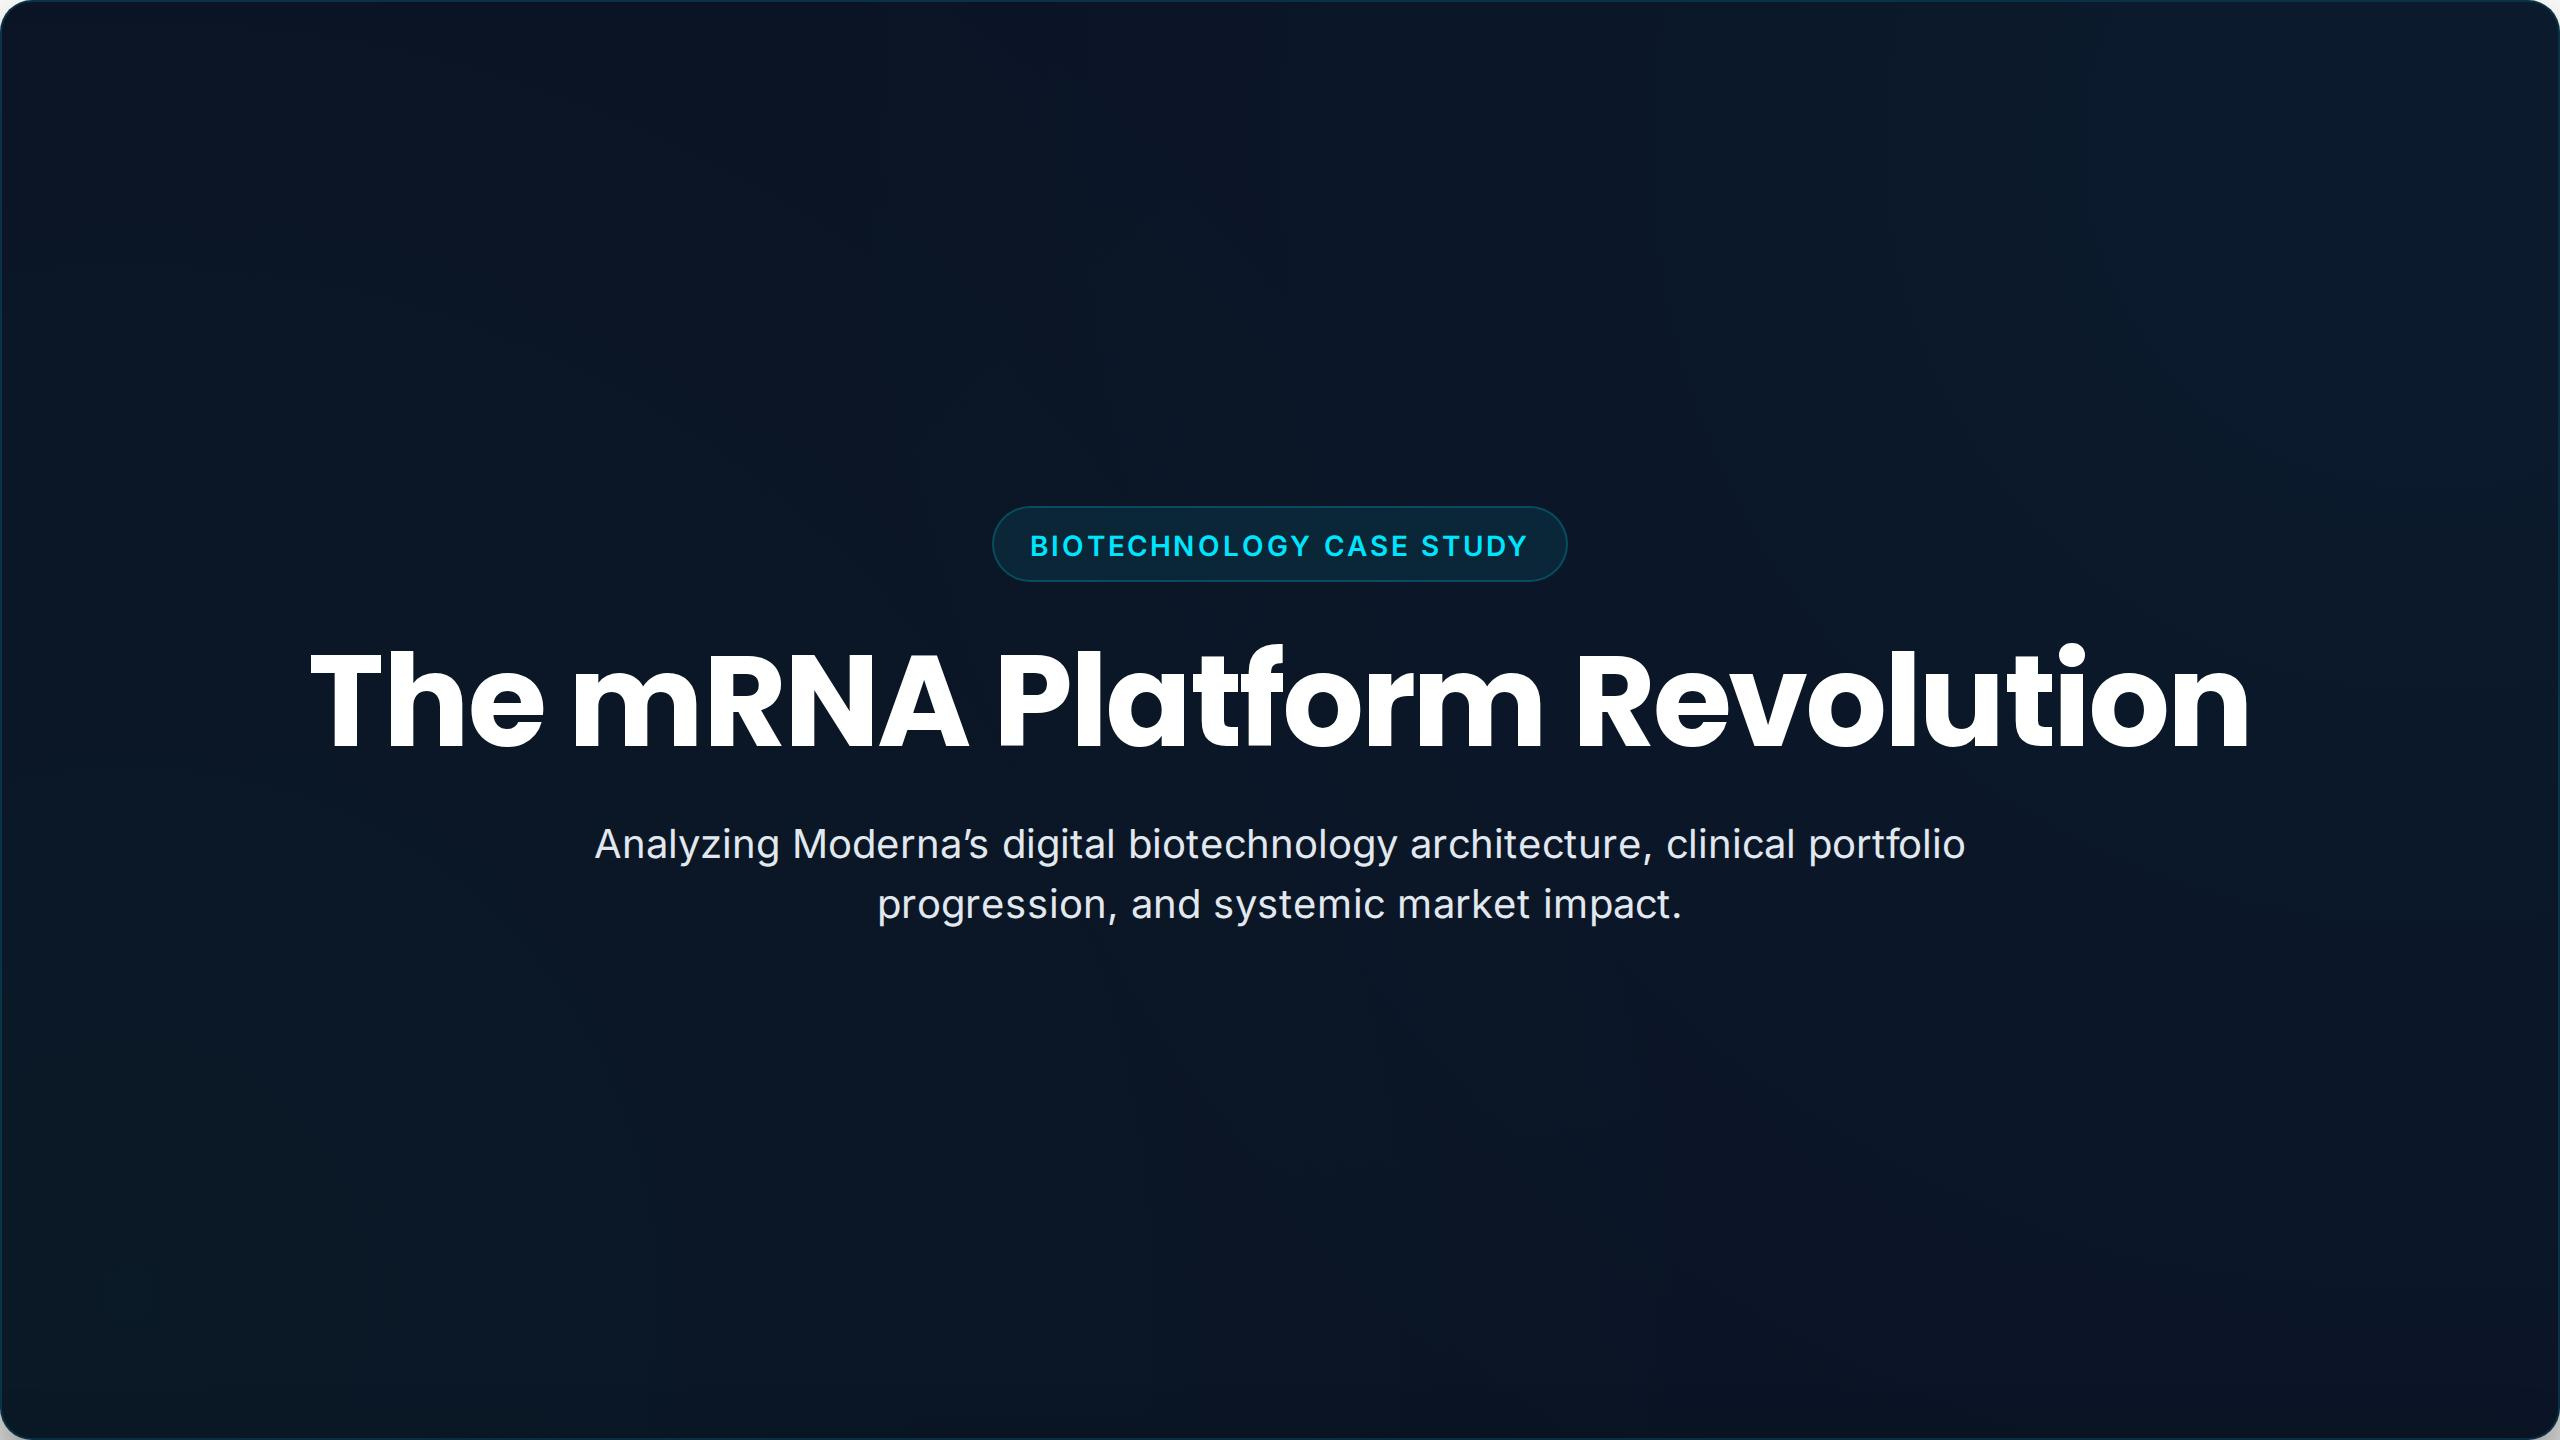 BIOTECHNOLOGY CASE STUDY
The mRNA Platform Revolution
Analyzing Moderna’s digital biotechnology architecture, clinical portfolio
progression, and systemic market impact.